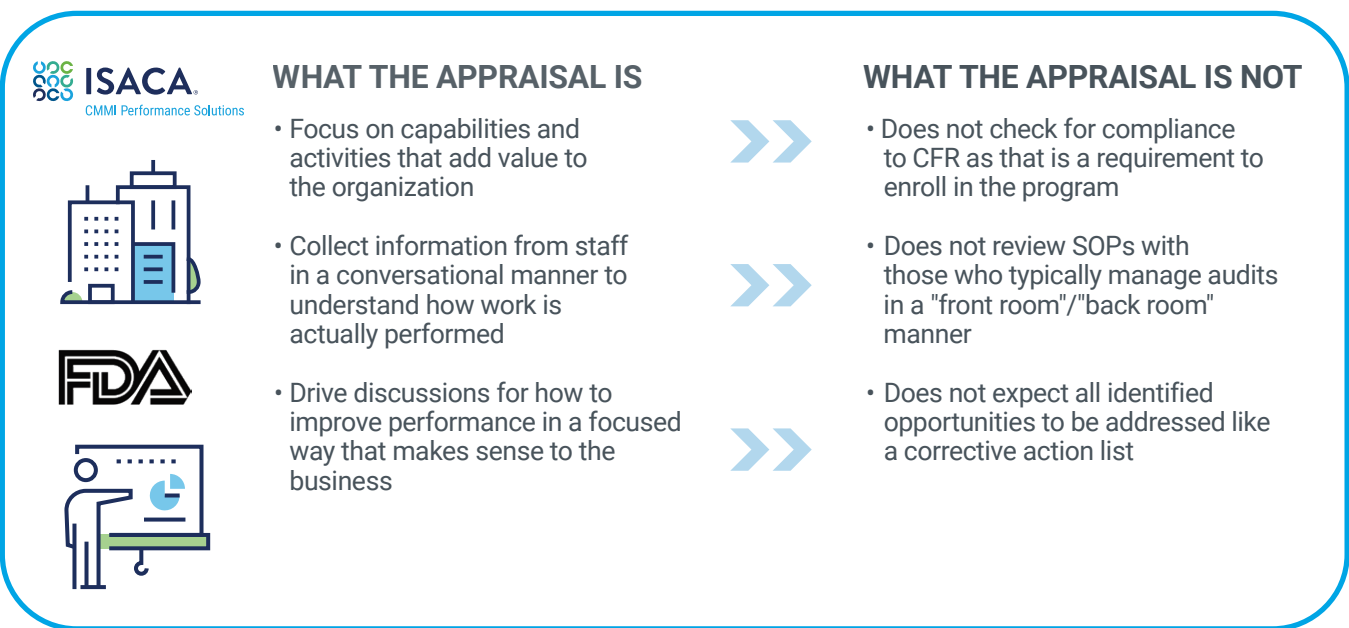 ISACA®
CMMI Performance Solutions
FDA
WHAT THE APPRAISAL IS
• Focus on capabilities and
activities that add value to
the organization
• Collect information from staff
in a conversational manner to
understand how work is
actually performed
• Drive discussions for how to
improve performance in a focused
way that makes sense to the
business
WHAT THE APPRAISAL IS NOT
• Does not check for compliance
to CFR as that is a requirement to
enroll in the program
• Does not review SOPs with
those who typically manage audits
in a "front room"/"back room"
manner
• Does not expect all identified
opportunities to be addressed like
a corrective action list